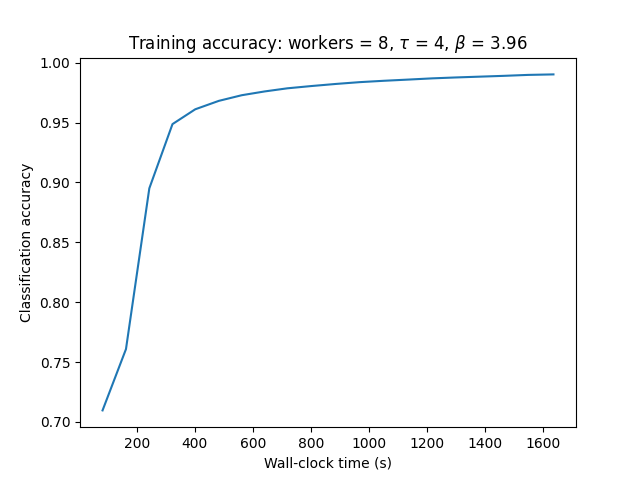 Training accuracy: workers = 8, τ = 4, β = 3.96
1.00
0.95
0.90
0.85
0.80
0.75
0.70
Classification accuracy
200 400 600 800 1000 1200 1400 1600
Wall-clock time (s)